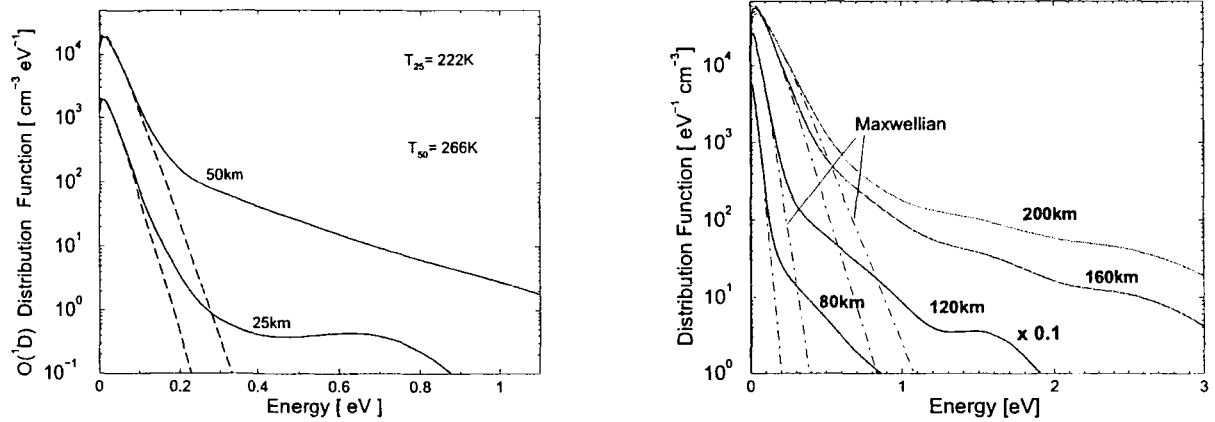 O(¹D) Distribution Function [ cm⁻³ eV⁻¹ ]
10⁴
10³
10²
10¹
10⁰
10⁻¹
T₂₅= 222K
T₅₀= 266K
50km
25km
0
0.2
0.4
0.6
0.8
1
Energy [ eV ]
Distribution Function [ eV⁻¹ cm⁻³ ]
10⁴
10³
10²
10¹
10⁰
Maxwellian
200km
160km
120km
80km
x 0.1
0
1
2
3
Energy [eV]